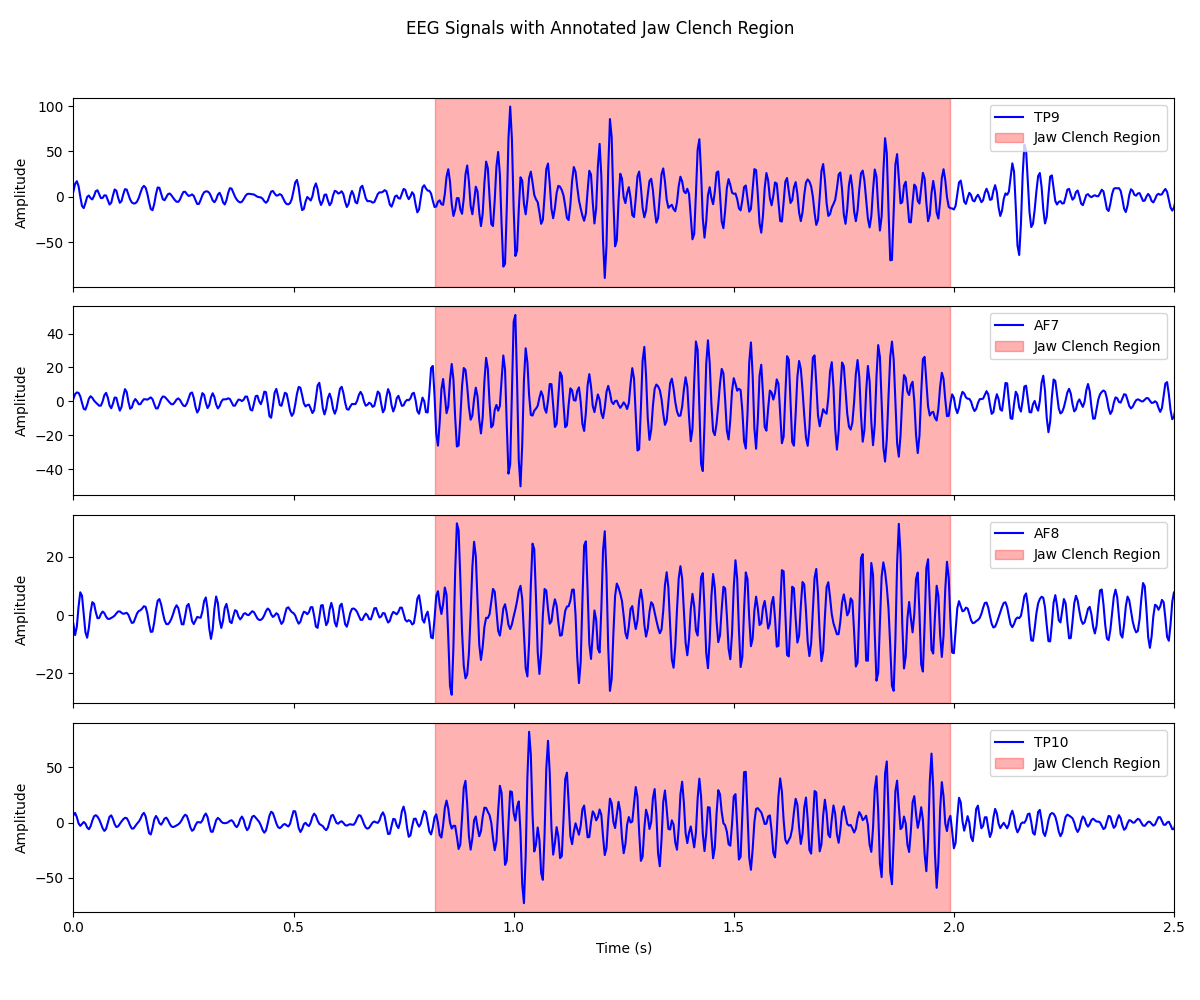 EEG Signals with Annotated Jaw Clench Region
100
50
0
−50
Amplitude
TP9
Jaw Clench Region
40
20
0
−20
−40
Amplitude
AF7
Jaw Clench Region
20
0
−20
Amplitude
AF8
Jaw Clench Region
50
0
−50
Amplitude
TP10
Jaw Clench Region
0.0 0.5 1.0 1.5 2.0 2.5
Time (s)